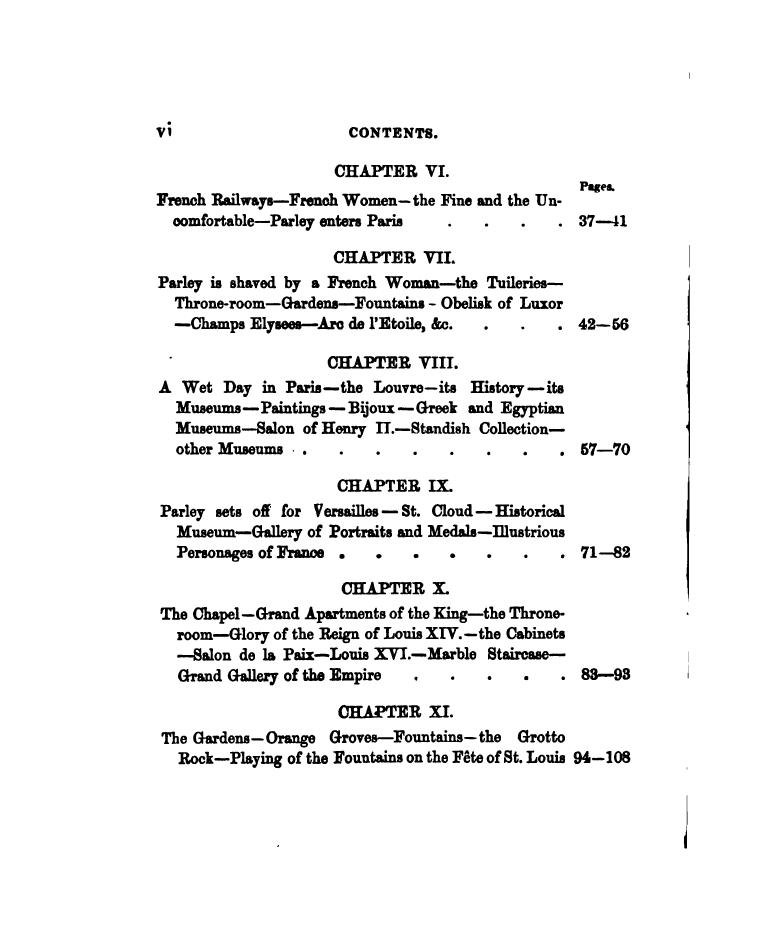 vi CONTENTS.
CHAPTER VI.
Pages.
French Railways—French Women—the Fine and the Un-
comfortable—Parley enters Paris . . . . 37—41
CHAPTER VII.
Parley is shaved by a French Woman—the Tuileries—
Throne-room—Gardens—Fountains - Obelisk of Luxor
—Champs Elysees—Arc de l'Etoile, &c. . . . 42—56
CHAPTER VIII.
A Wet Day in Paris—the Louvre—its History—its
Museums—Paintings—Bijoux—Greek and Egyptian
Museums—Salon of Henry II.—Standish Collection—
other Museums . . . . . . . . 57—70
CHAPTER IX.
Parley sets off for Versailles—St. Cloud—Historical
Museum—Gallery of Portraits and Medals—Illustrious
Personages of France . . . . . . . 71—82
CHAPTER X.
The Chapel—Grand Apartments of the King—the Throne-
room—Glory of the Reign of Louis XIV.—the Cabinets
—Salon de la Paix—Louis XVI.—Marble Staircase—
Grand Gallery of the Empire . . . . . 83—93
CHAPTER XI.
The Gardens—Orange Groves—Fountains—the Grotto
Rock—Playing of the Fountains on the Fête of St. Louis 94—108